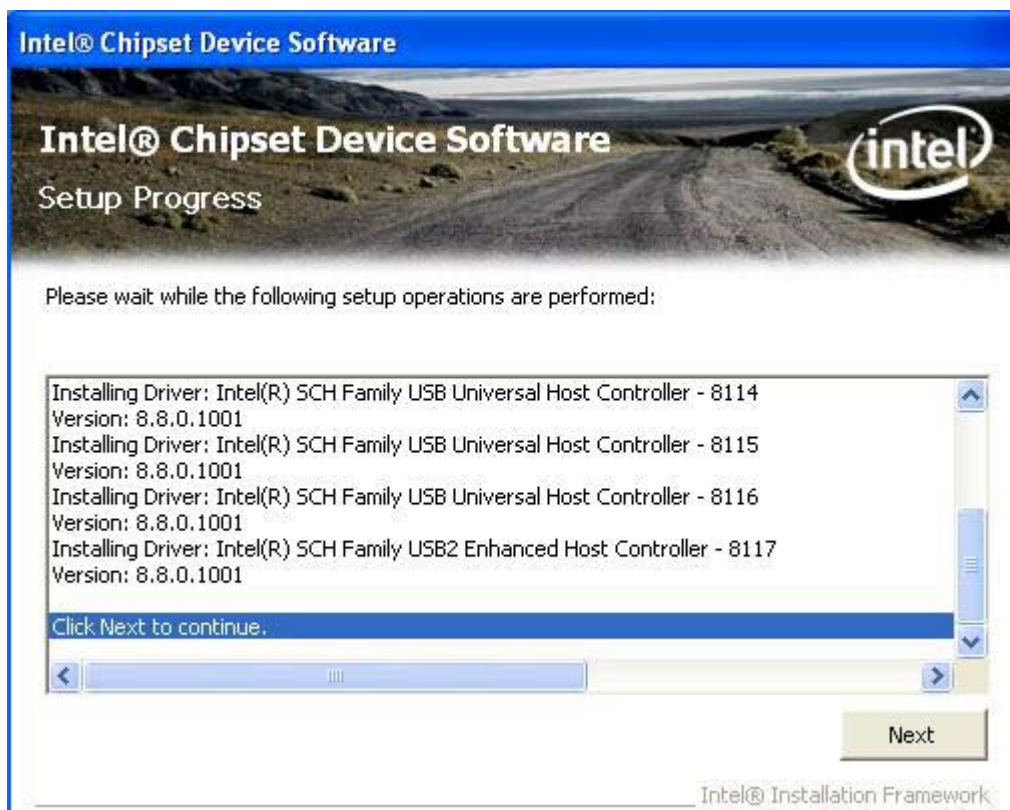 Intel® Chipset Device Software
Intel® Chipset Device Software
intel
Setup Progress
Please wait while the following setup operations are performed:
Installing Driver: Intel(R) SCH Family USB Universal Host Controller - 8114
Version: 8.8.0.1001
Installing Driver: Intel(R) SCH Family USB Universal Host Controller - 8115
Version: 8.8.0.1001
Installing Driver: Intel(R) SCH Family USB Universal Host Controller - 8116
Version: 8.8.0.1001
Installing Driver: Intel(R) SCH Family USB2 Enhanced Host Controller - 8117
Version: 8.8.0.1001
Click Next to continue.
Next
Intel® Installation Framework